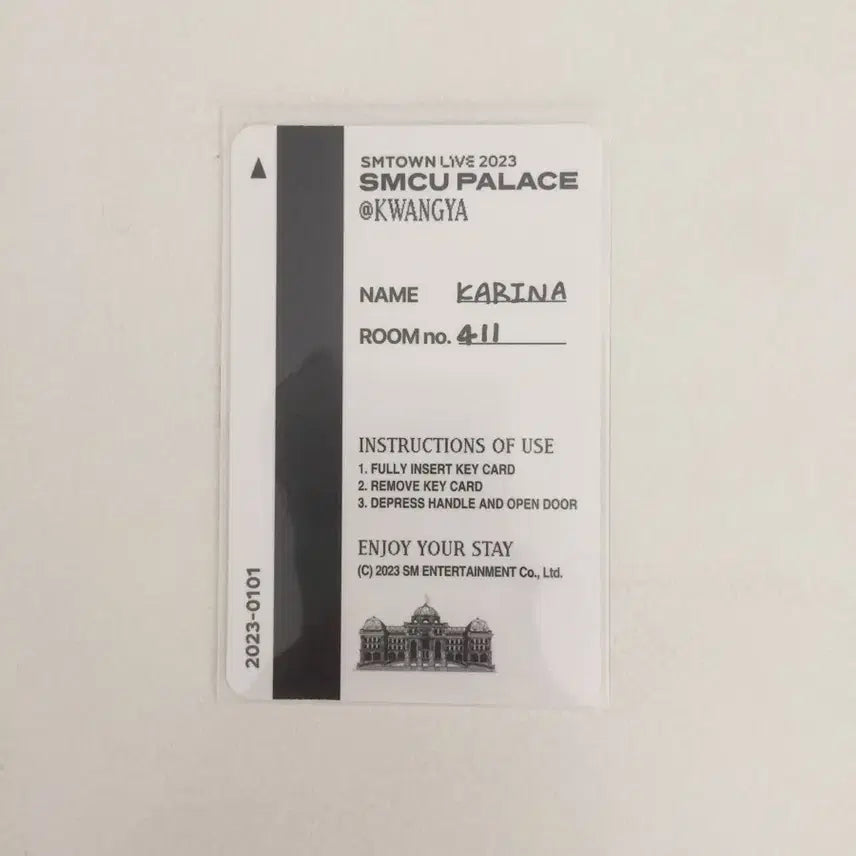 SMTOWN LIVE 2023
SMCU PALACE
@KWANGYA
NAME KARINA
ROOM no. 411
INSTRUCTIONS OF USE
1. FULLY INSERT KEY CARD
2. REMOVE KEY CARD
3. DEPRESS HANDLE AND OPEN DOOR
ENJOY YOUR STAY
(C) 2023 SM ENTERTAINMENT Co., Ltd.
2023-0101